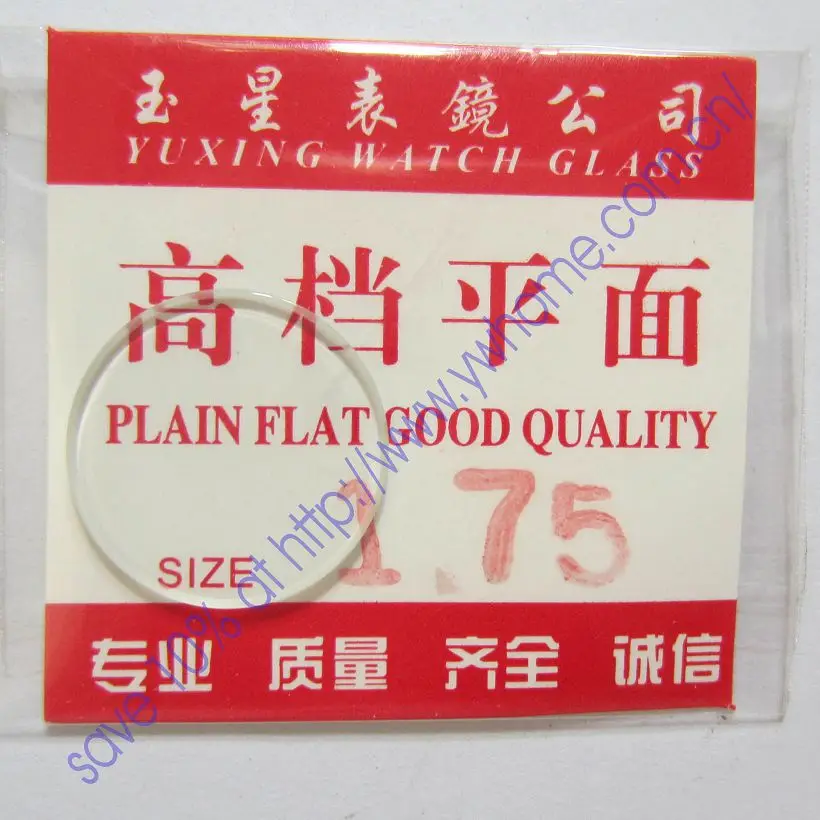 玉星表鏡公司
YUXING WATCH GLASS
高档平面
PLAIN FLAT GOOD QUALITY
SIZE 1.75
专业 质量 齐全 诚信
save 10% at http://www.ywhome.com.cn/